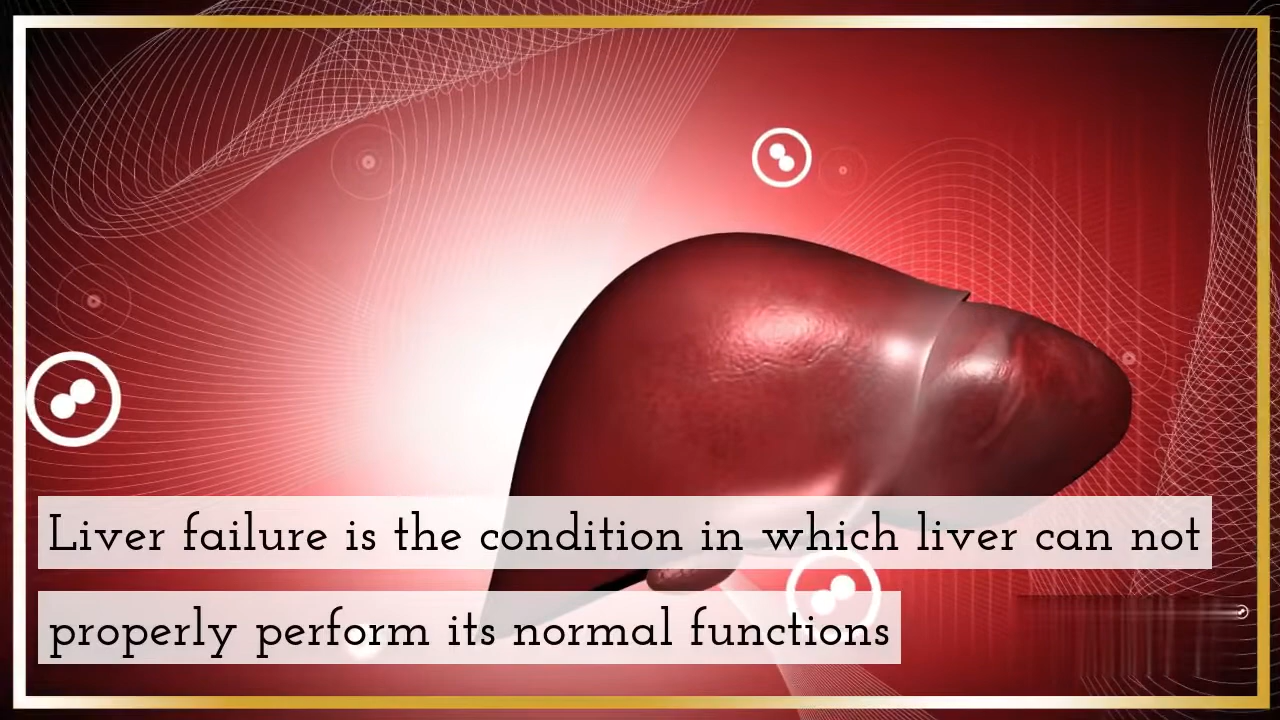 Liver failure is the condition in which liver can not
properly perform its normal functions